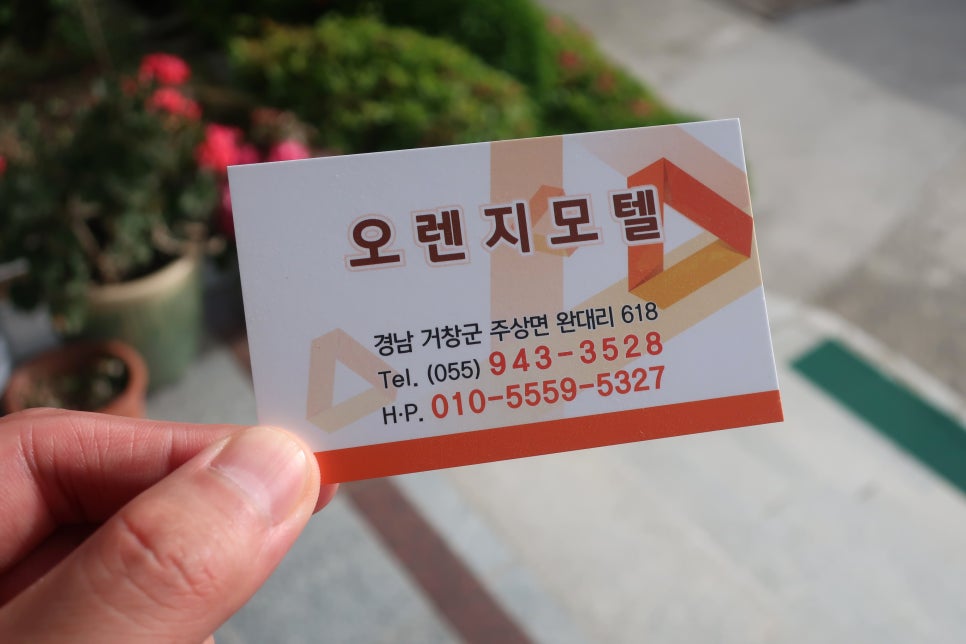 오렌지모텔
경남 거창군 주상면 완대리 618
Tel. (055) 943-3528
H·P. 010-5559-5327